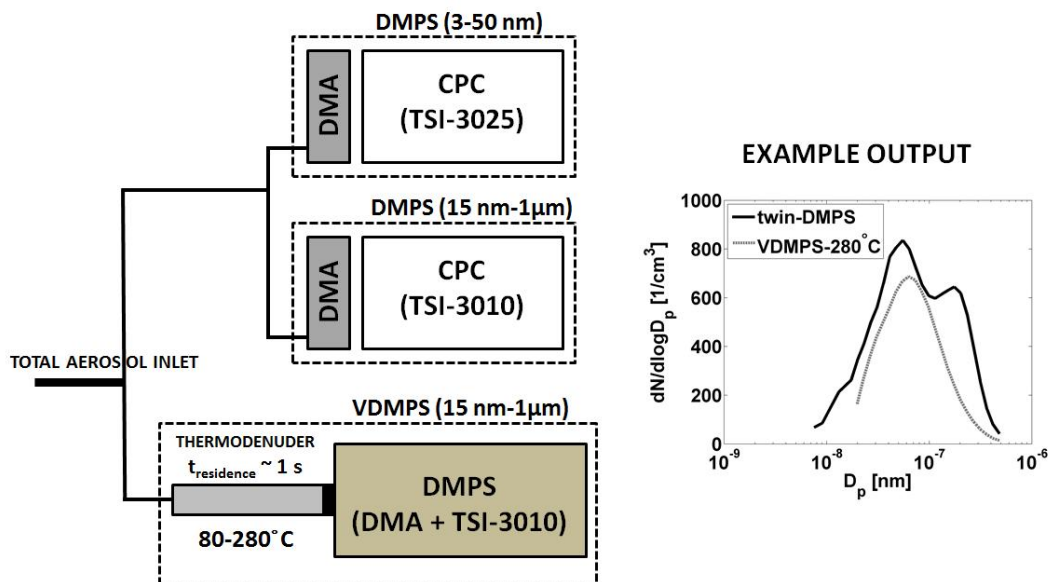 DMPS (3-50 nm)
DMA
CPC
(TSI-3025)
DMPS (15 nm-1µm)
DMA
CPC
(TSI-3010)
TOTAL AEROSOL INLET
VDMPS (15 nm-1µm)
THERMODENUDER
t_residence ~ 1 s
80-280°C
DMPS
(DMA + TSI-3010)
EXAMPLE OUTPUT
twin-DMPS
VDMPS-280°C
dN/dlogD_p [1/cm³]
1000
800
600
400
200
0
10⁻⁹
10⁻⁸
10⁻⁷
10⁻⁶
D_p [nm]